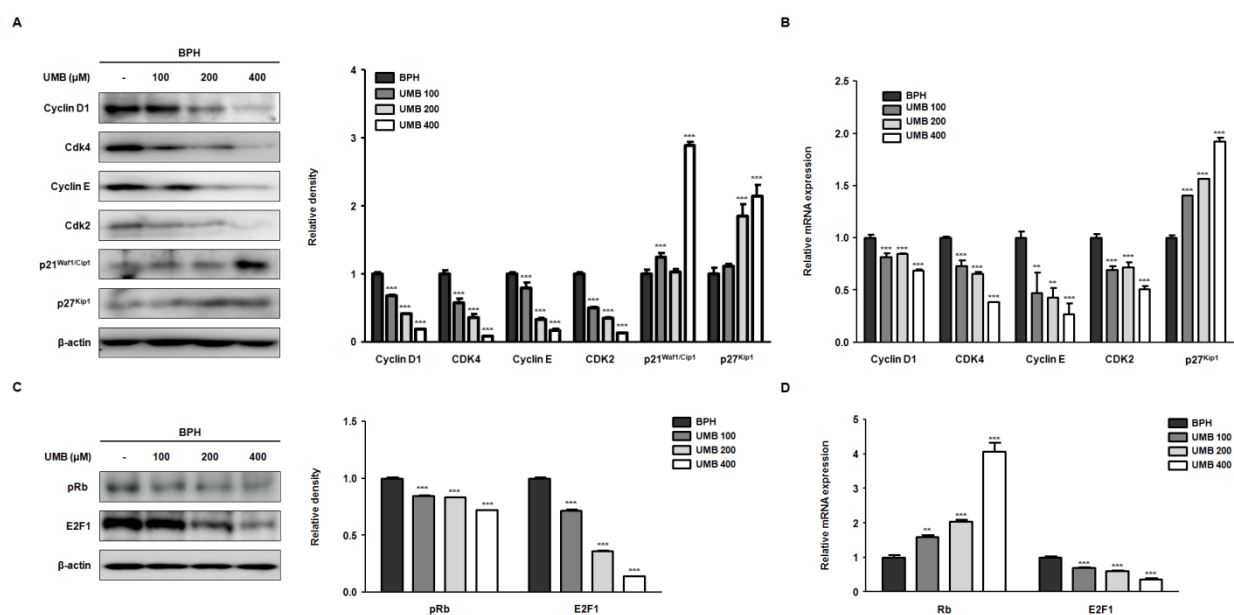 A
BPH
UMB (μM) - 100 200 400
Cyclin D1
Cdk4
Cyclin E
Cdk2
p21Waf1/Cip1
p27Kip1
β-actin
Relative density
5
4
3
2
1
0
BPH
UMB 100
UMB 200
UMB 400
*** *** *** *** *** *** *** *** *** *** *** *** *** *** *** ***
Cyclin D1 CDK4 Cyclin E CDK2 p21Waf1/Cip1 p27Kip1
B
Relative mRNA expression
2.5
2.0
1.5
1.0
0.5
0.0
BPH
UMB 100
UMB 200
UMB 400
*** *** *** *** *** *** ** ** *** *** *** *** *** *** ***
Cyclin D1 CDK4 Cyclin E CDK2 p27Kip1
C
BPH
UMB (μM) - 100 200 400
pRb
E2F1
β-actin
Relative density
1.5
1.0
0.5
0.0
BPH
UMB 100
UMB 200
UMB 400
*** *** *** *** *** ***
pRb E2F1
D
Relative mRNA expression
5
4
3
2
1
0
BPH
UMB 100
UMB 200
UMB 400
** *** *** *** *** ***
Rb E2F1